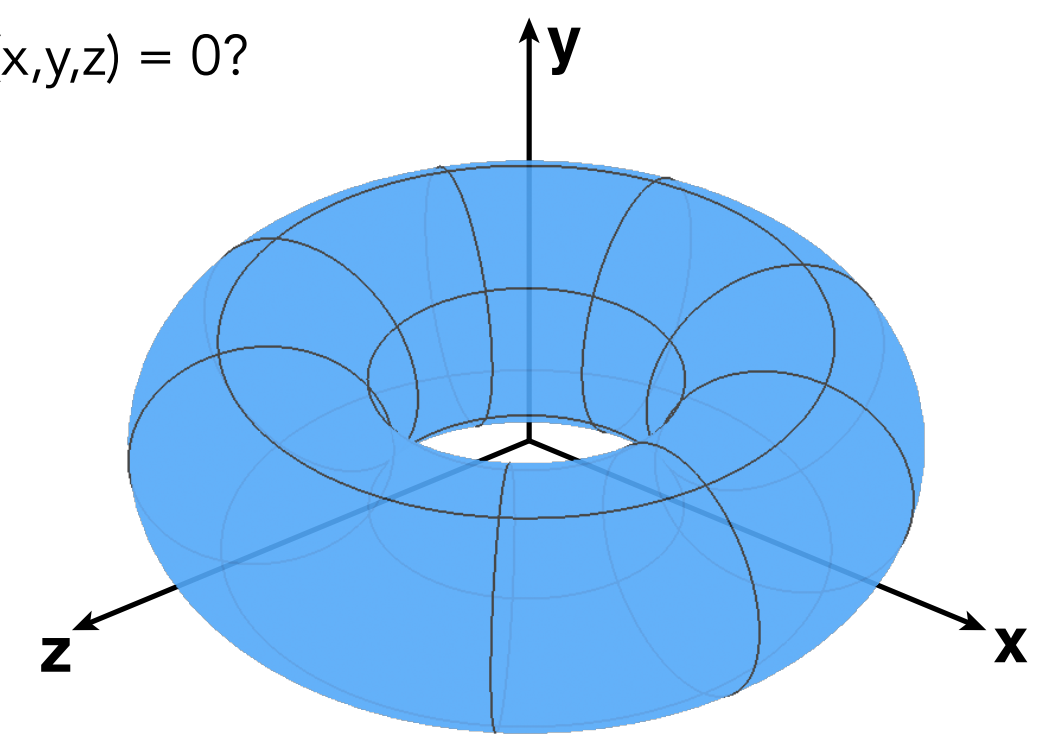 (x,y,z) = 0?
y
z
x